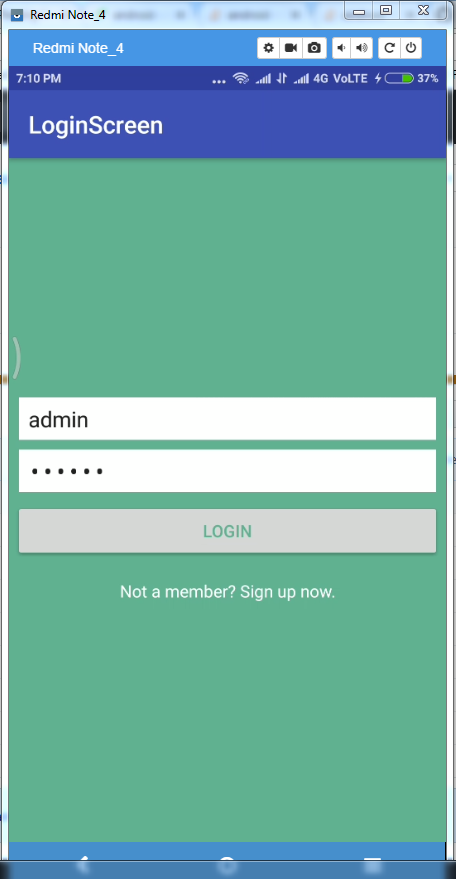 Redmi Note_4
Redmi Note_4
7:10 PM ... 4G VoLTE 37%
LoginScreen
)
admin
••••••
LOGIN
Not a member? Sign up now.